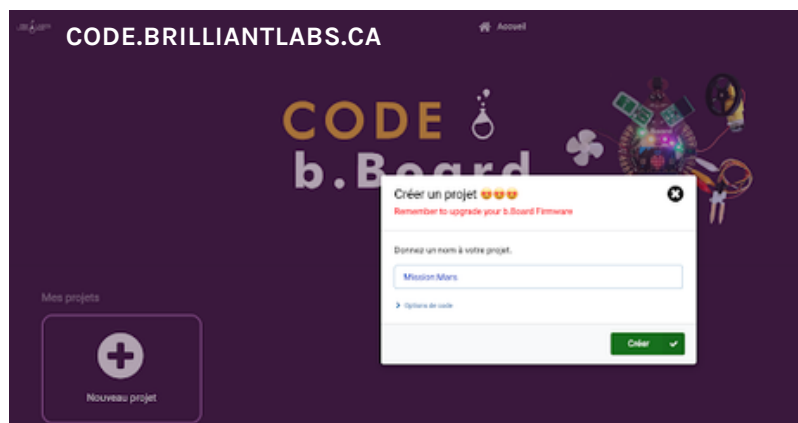 CODE.BRILLIANTLABS.CA
Accueil
CODE
b.Board
Créer un projet 😍😍😍
Remember to upgrade your b.Board Firmware
Donnez un nom à votre projet.
Mission Mars
Options de code
Créer
Mes projets
Nouveau projet